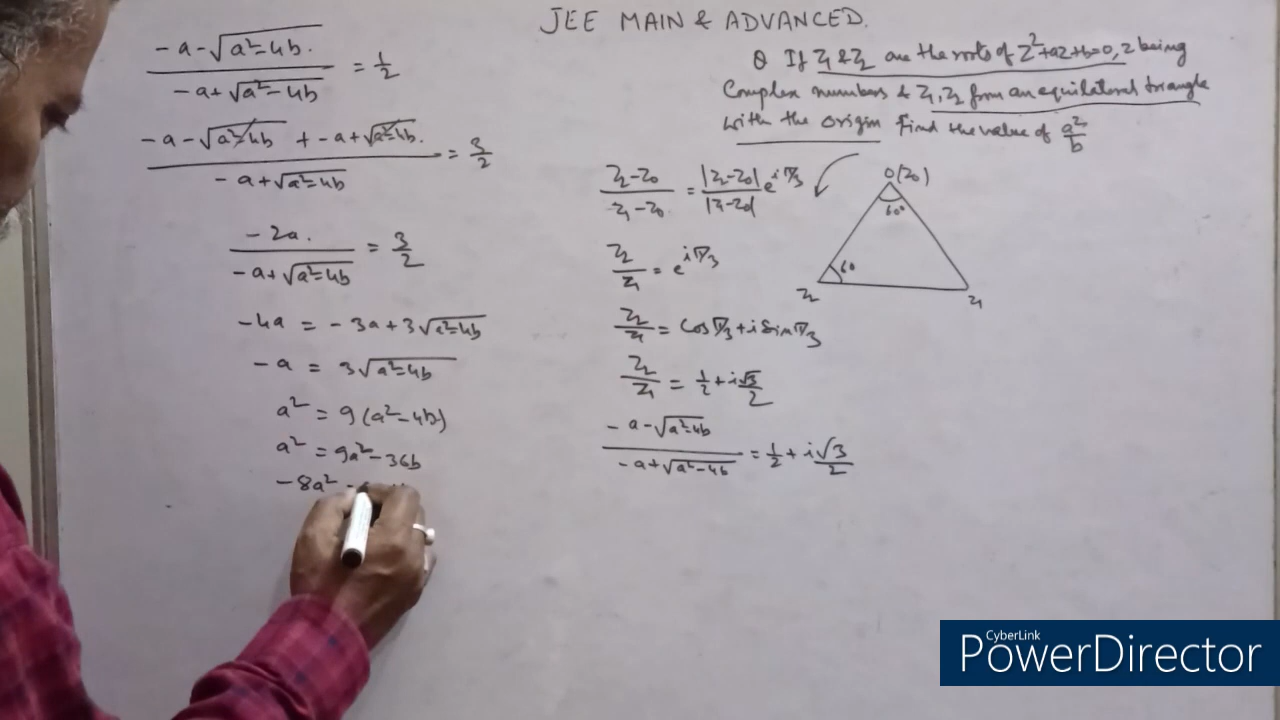 JEE MAIN & ADVANCED.
Q If Z₁ & Z₂ are the roots of Z²+aZ+b=0, z being
Complex numbers & Z₁, Z₂ from an equilateral triangle
with the origin Find the value of a²/b
(-a-√(a²-4b))/(-a+√(a²-4b)) = 1/2
(-a-√(a²-4b) + -a+√(a²-4b))/(-a+√(a²-4b)) = 3/2
-2a./(-a+√(a²-4b)) = 3/2
-4a = -3a+3√(a²-4b)
-a = 3√(a²-4b)
a² = 9(a²-4b)
a² = 9a²-36b
-8a²
(Z₂-Z₀)/(Z₁-Z₀) = |Z₂-Z₀|/|Z₁-Z₀| e^(iπ/3)
Z₂/Z₁ = e^(iπ/3)
Z₂/Z₁ = Cos π/3 + i Sin π/3
Z₂/Z₁ = 1/2 + i√3/2
(-a-√(a²-4b))/(-a+√(a²-4b)) = 1/2 + i√3/2
O(Z₀)
60°
60
Z₂
Z₁
CyberLink
PowerDirector